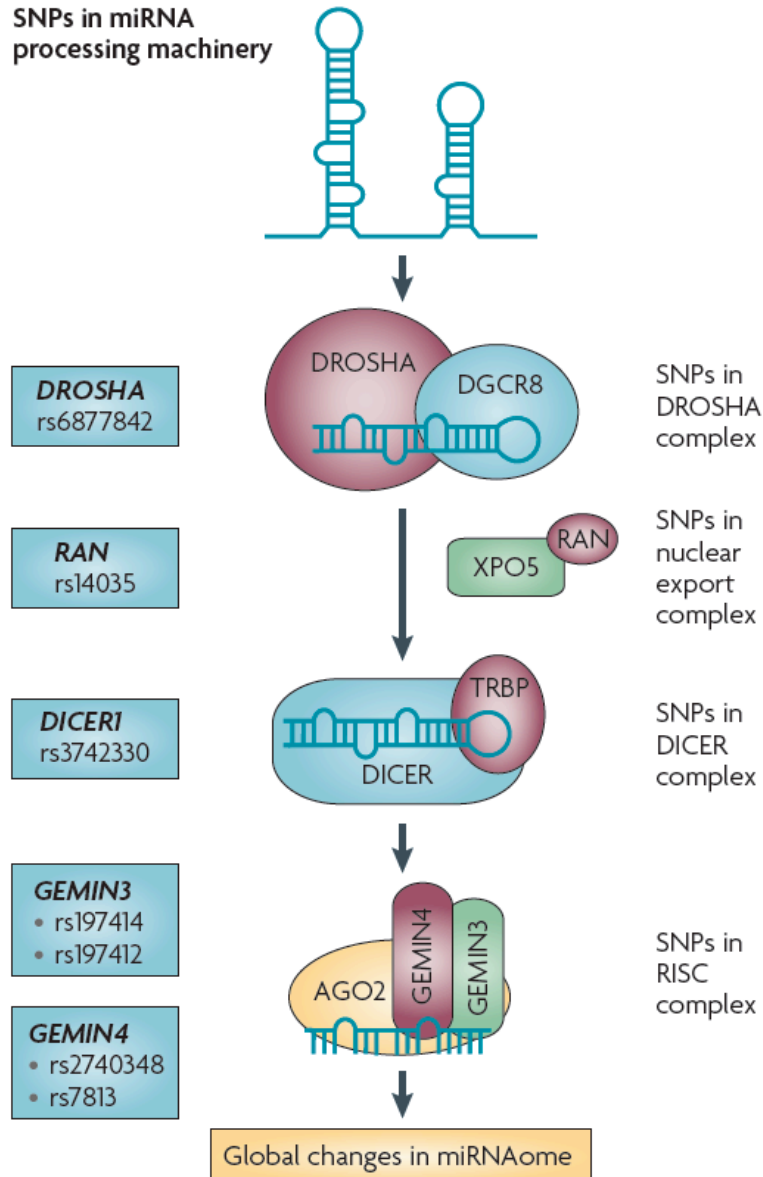 SNPs in miRNA
processing machinery
DROSHA
DGCR8
DROSHA
rs6877842
SNPs in
DROSHA
complex
RAN
rs14035
XPO5
RAN
SNPs in
nuclear
export
complex
DICER1
rs3742330
TRBP
DICER
SNPs in
DICER
complex
GEMIN3
• rs197414
• rs197412
GEMIN4
• rs2740348
• rs7813
AGO2
GEMIN4
GEMIN3
SNPs in
RISC
complex
Global changes in miRNAome